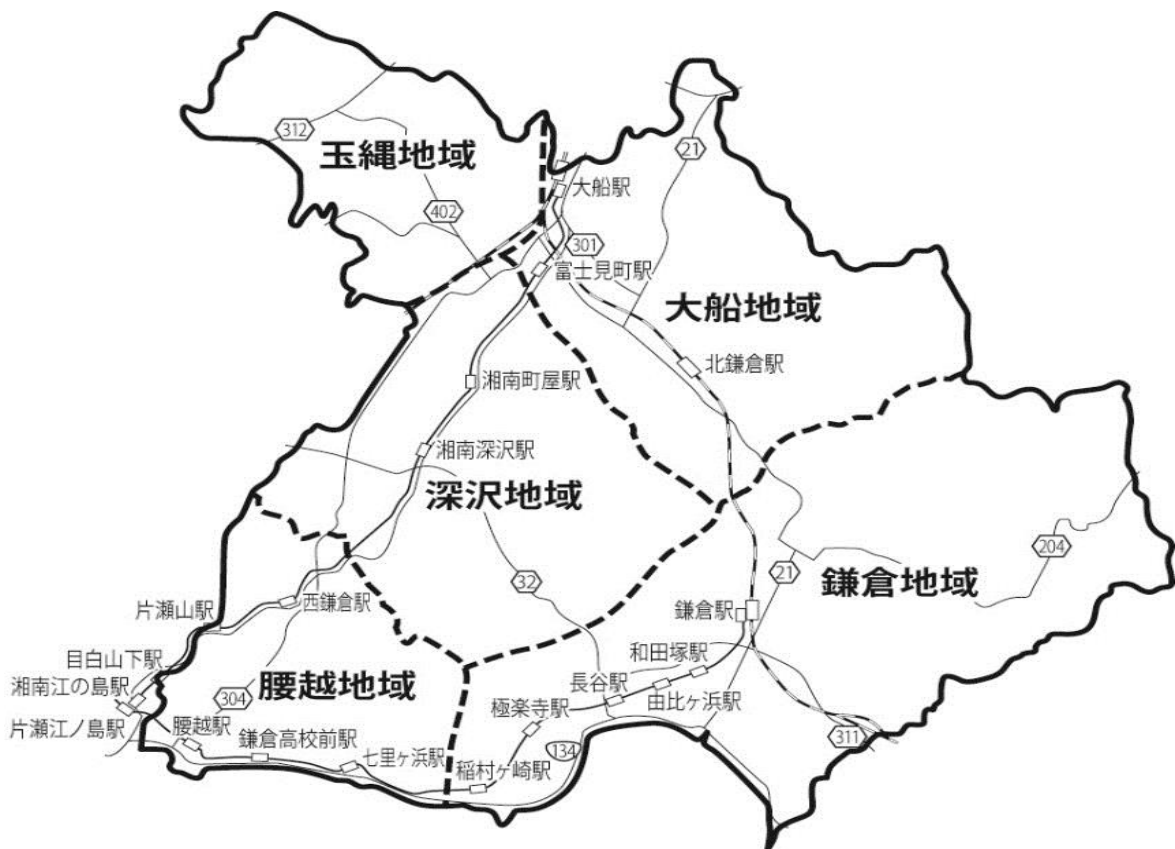 312
玉縄地域
21
大船駅
402
301
富士見町駅
大船地域
北鎌倉駅
湘南町屋駅
湘南深沢駅
深沢地域
204
32
21
鎌倉地域
西鎌倉駅
片瀬山駅
鎌倉駅
和田塚駅
目白山下駅
長谷駅
湘南江の島駅
304
腰越地域
由比ヶ浜駅
極楽寺駅
片瀬江ノ島駅
腰越駅
鎌倉高校前駅
七里ヶ浜駅
134
311
稲村ヶ崎駅